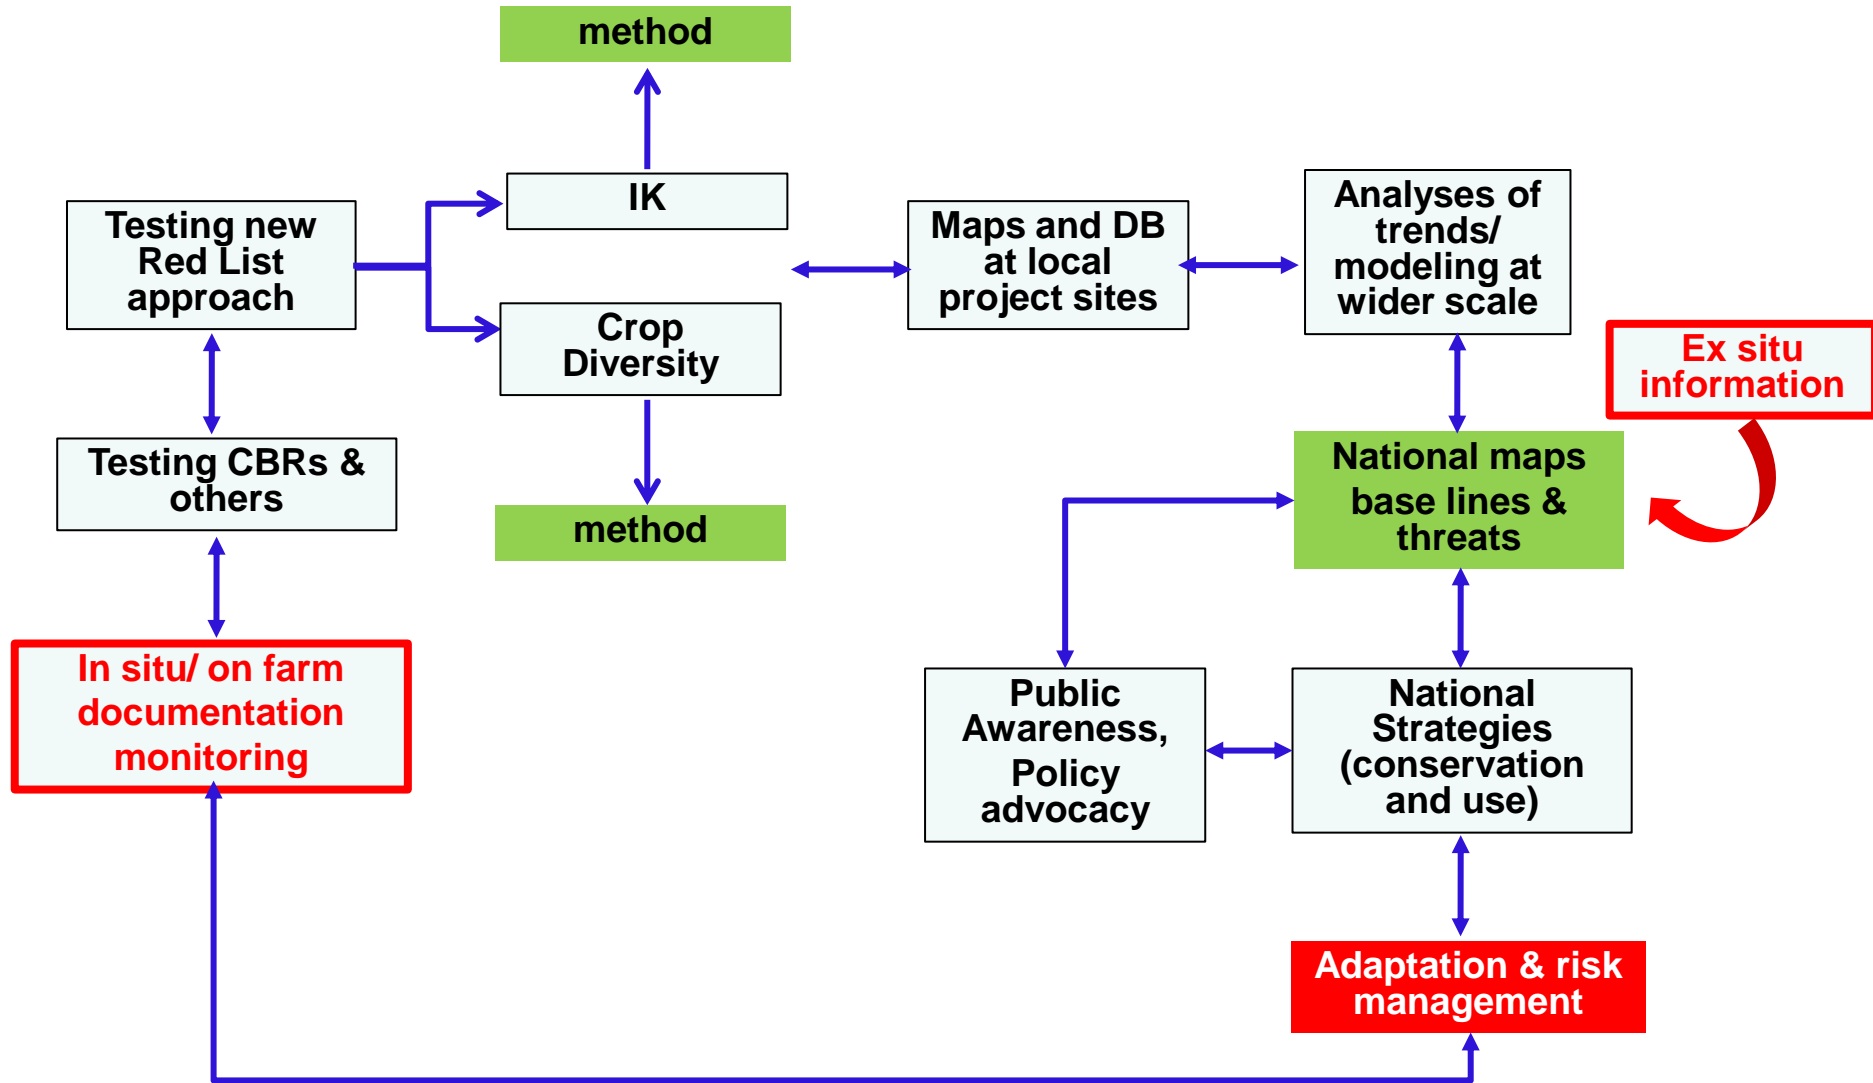 method
IK
Testing new
Red List
approach
Crop
Diversity
method
Testing CBRs &
others
In situ/ on farm
documentation
monitoring
Maps and DB
at local
project sites
Analyses of
trends/
modeling at
wider scale
Ex situ
information
National maps
base lines &
threats
Public
Awareness,
Policy
advocacy
National
Strategies
(conservation
and use)
Adaptation & risk
management